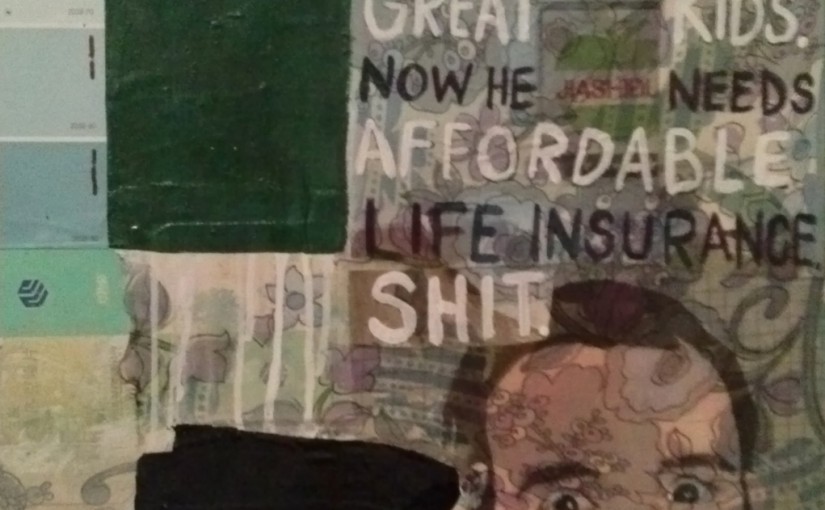 GREAT KIDS.
NOW HE NEEDS
AFFORDABLE
LIFE INSURANCE.
SHIT.